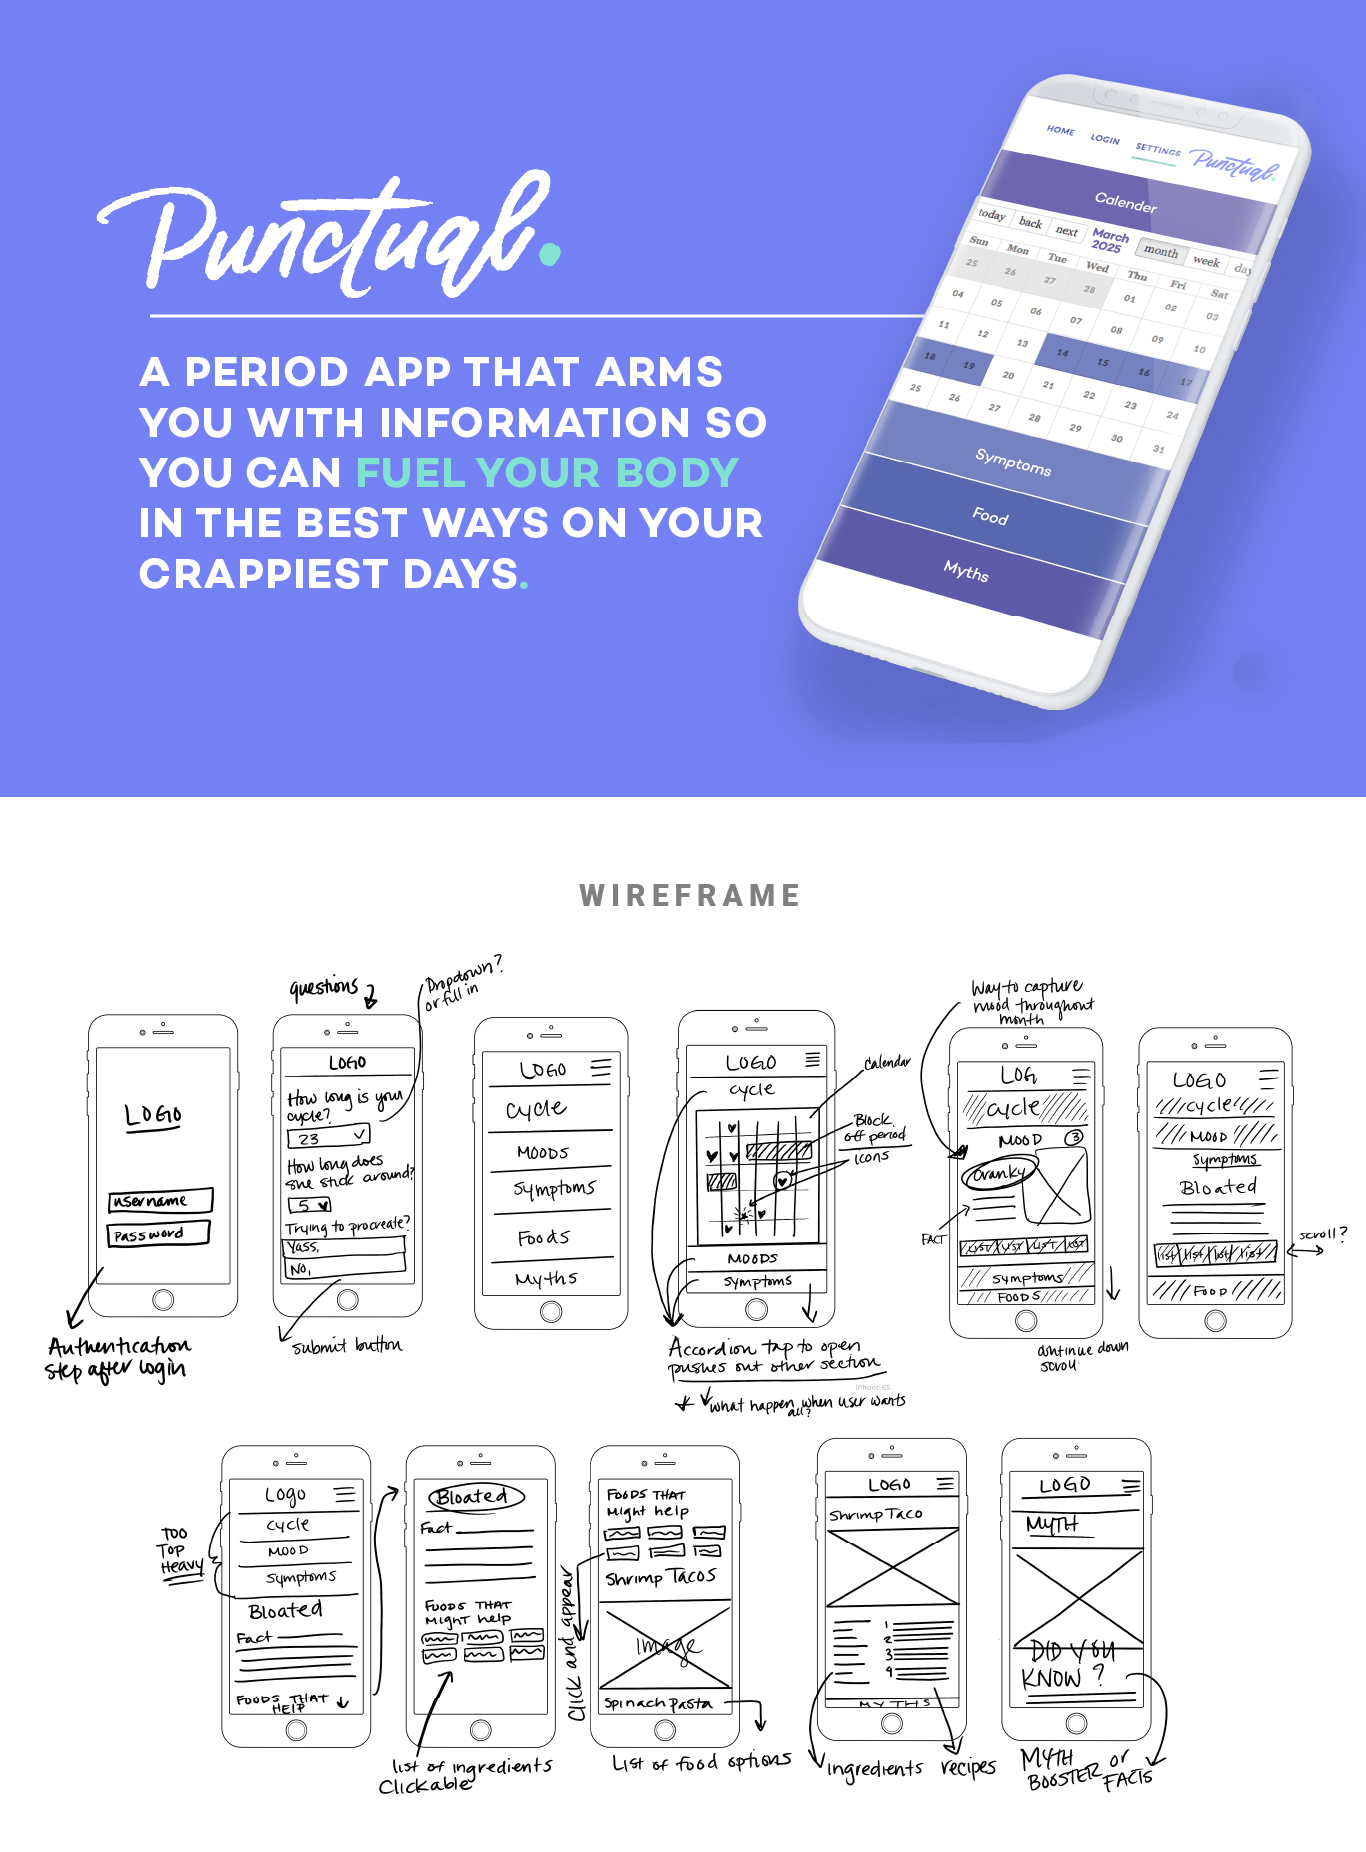 Punctual.
A PERIOD APP THAT ARMS
YOU WITH INFORMATION SO
YOU CAN FUEL YOUR BODY
IN THE BEST WAYS ON YOUR
CRAPPIEST DAYS.
HOME LOGIN SETTINGS Punctual.
Calender
today back next March 2025 month week day
Sun Mon Tue Wed Thu Fri Sat
25 26 27 28 01 02 03
04 05 06 07 08 09 10
11 12 13 14 15 16 17
18 19 20 21 22 23 24
25 26 27 28 29 30 31
Symptoms
Food
Myths
WIREFRAME
LOGO
username
password
Authentication
step after login
questions
Dropdown?
or full in
LOGO
How long is your
cycle?
23
How long does
she stick around?
5
Trying to procreate?
Yass,
No,
submit button
LOGO
cycle
MOODS
Symptoms
Foods
Myths
LOGO
cycle
calendar
Block
off period
icons
MOODS
symptoms
Accordion tap to open
pushes out other section
iPhone 6S
what happen when user wants
all?
Way to capture
mood throughout
month
LOG
cycle
MOOD 3
Cranky
FACT
LIST LIST LIST LIST
symptoms
FOODS
continue down
scroll
LOGO
cycle
MOOD
Symptoms
Bloated
list list list list
scroll?
FOOD
TOO
TOP
Heavy
Logo
cycle
MOOD
symptoms
Bloated
Fact
FOODS THAT
HELP
Bloated
Fact
FOODS THAT
Might help
list of ingredients
Clickable
Click and appear
FOODS THAT
Might help
Shrimp Tacos
Image
Spinach Pasta
List of food options
LOGO
Shrimp Taco
1
2
3
4
MYTHS
ingredients
recipes
LOGO
MYTH
DID YOU
KNOW?
MYTH or
BOOSTER FACTS